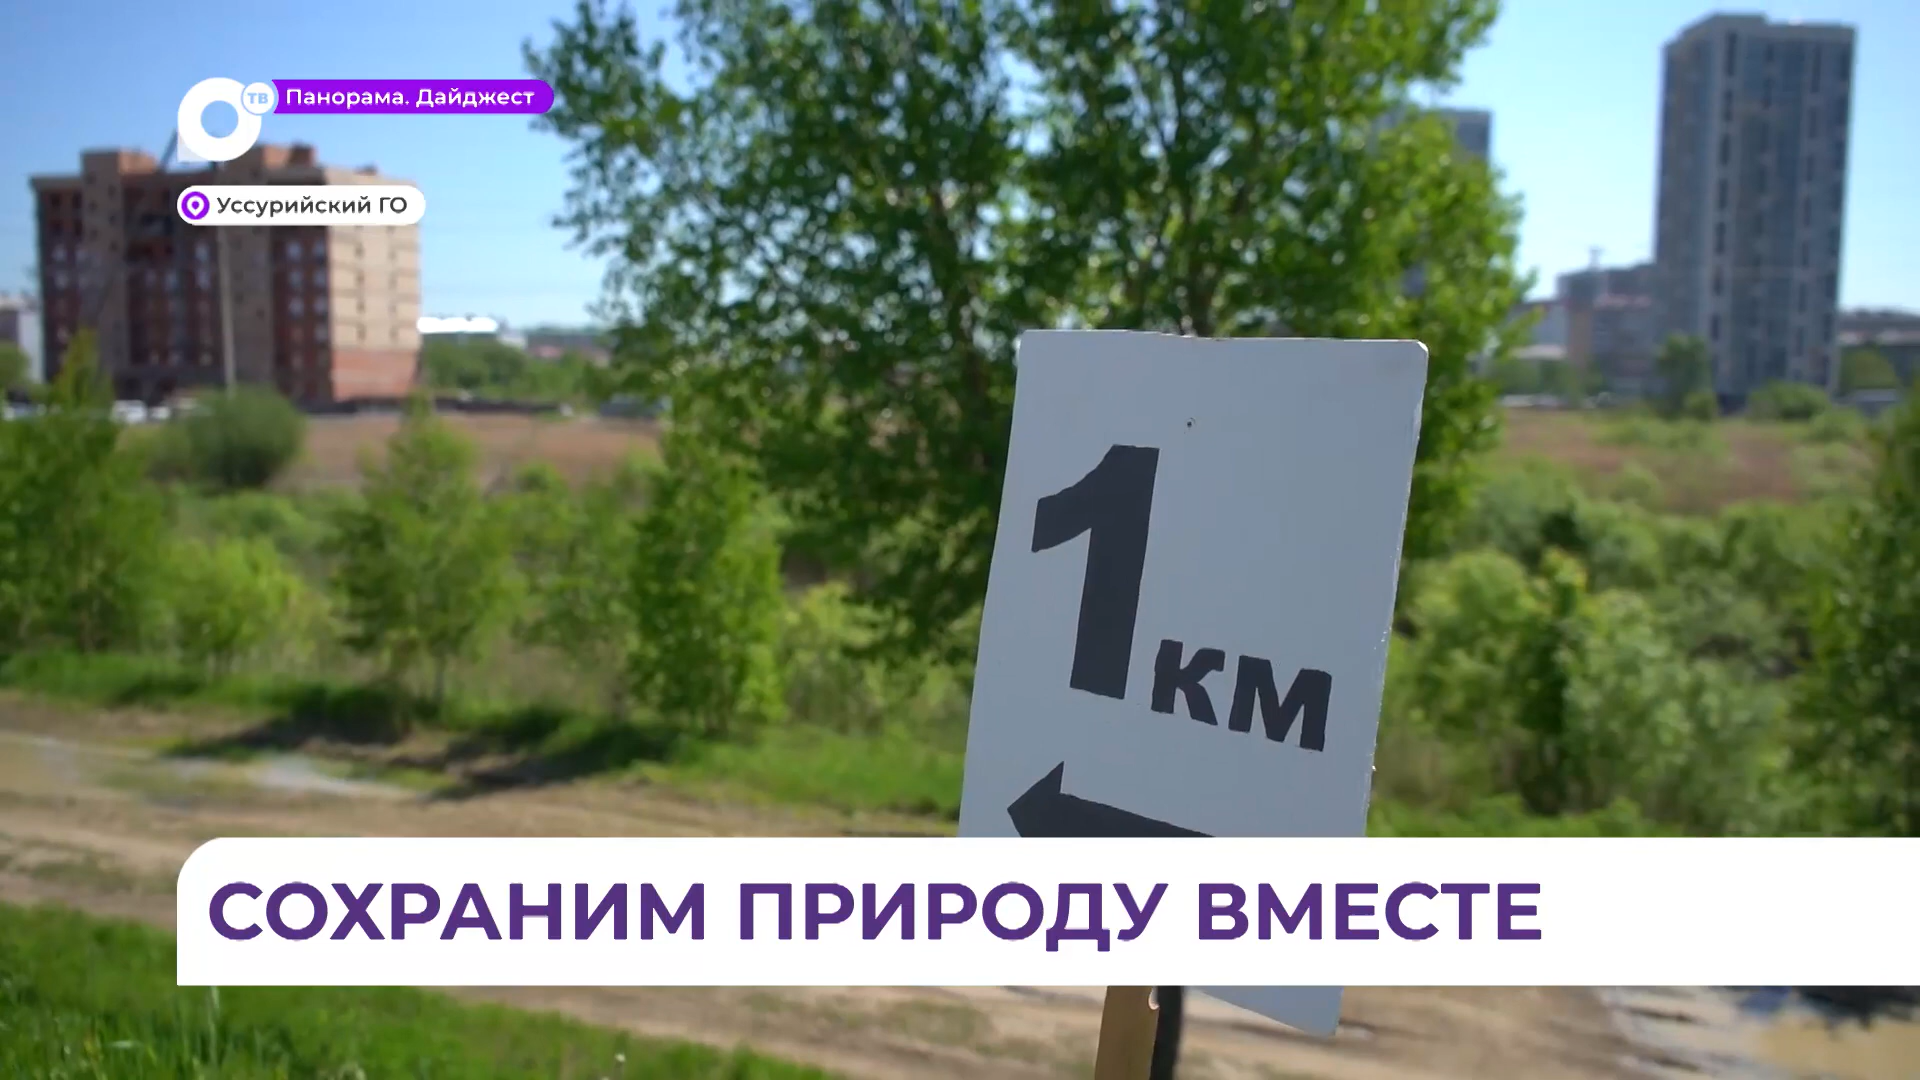 ТВ
Панорама. Дайджест
Уссурийский ГО
1 км
СОХРАНИМ ПРИРОДУ ВМЕСТЕ